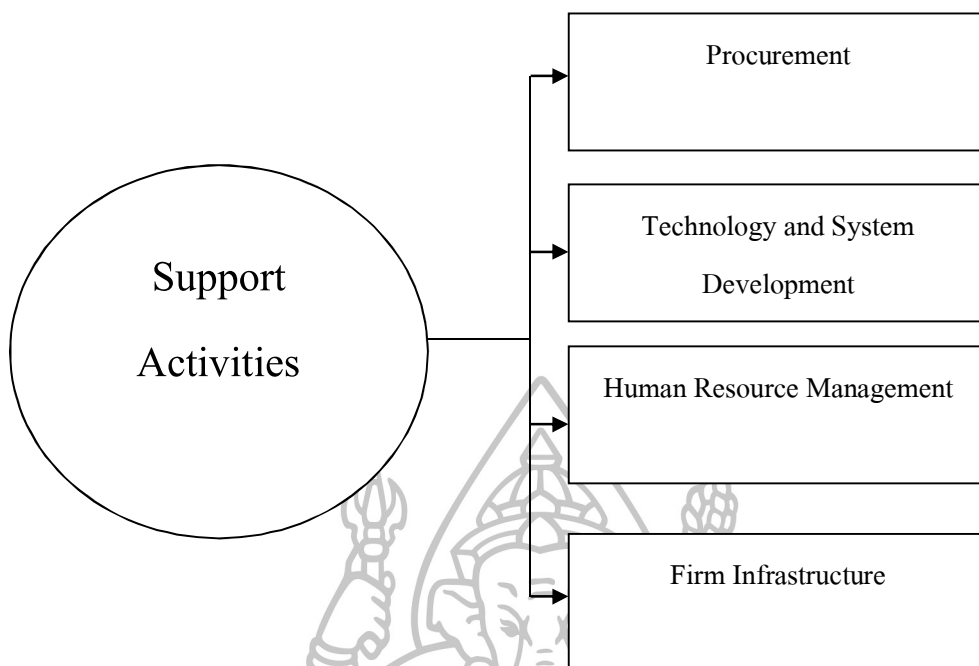 Support
Activities
Procurement
Technology and System
Development
Human Resource Management
Firm Infrastructure